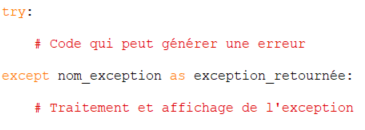 try:
# Code qui peut générer une erreur
except nom_exception as exception_retournée:
# Traitement et affichage de l'exception